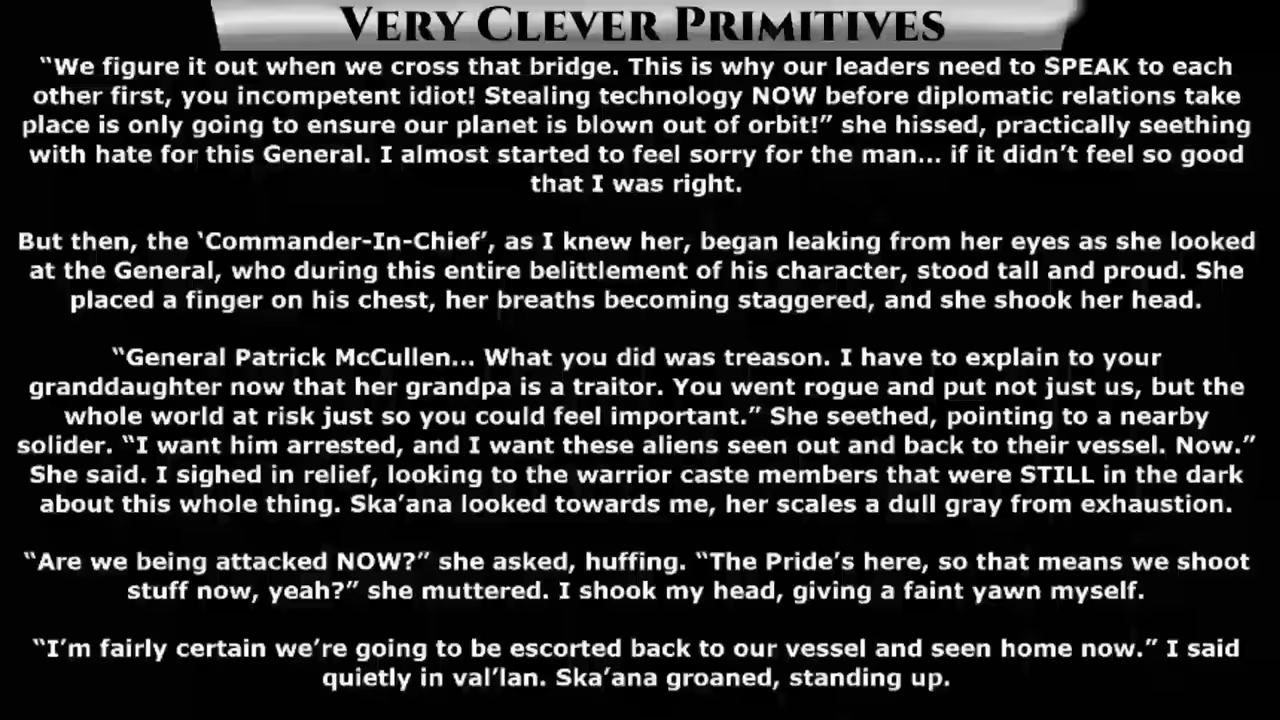 VERY CLEVER PRIMITIVES
“We figure it out when we cross that bridge. This is why our leaders need to SPEAK to each
other first, you incompetent idiot! Stealing technology NOW before diplomatic relations take
place is only going to ensure our planet is blown out of orbit!” she hissed, practically seething
with hate for this General. I almost started to feel sorry for the man... if it didn’t feel so good
that I was right.
But then, the ‘Commander-In-Chief’, as I knew her, began leaking from her eyes as she looked
at the General, who during this entire belittlement of his character, stood tall and proud. She
placed a finger on his chest, her breaths becoming staggered, and she shook her head.
“General Patrick McCullen... What you did was treason. I have to explain to your
granddaughter now that her grandpa is a traitor. You went rogue and put not just us, but the
whole world at risk just so you could feel important.” She seethed, pointing to a nearby
solider. “I want him arrested, and I want these aliens seen out and back to their vessel. Now.”
She said. I sighed in relief, looking to the warrior caste members that were STILL in the dark
about this whole thing. Ska’ana looked towards me, her scales a dull gray from exhaustion.
“Are we being attacked NOW?” she asked, huffing. “The Pride’s here, so that means we shoot
stuff now, yeah?” she muttered. I shook my head, giving a faint yawn myself.
“I’m fairly certain we’re going to be escorted back to our vessel and seen home now.” I said
quietly in val’lan. Ska’ana groaned, standing up.